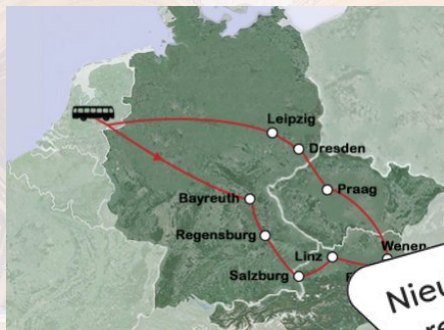 Leipzig
Dresden
Praag
Bayreuth
Regensburg
Wenen
Linz
Salzburg
Nieu